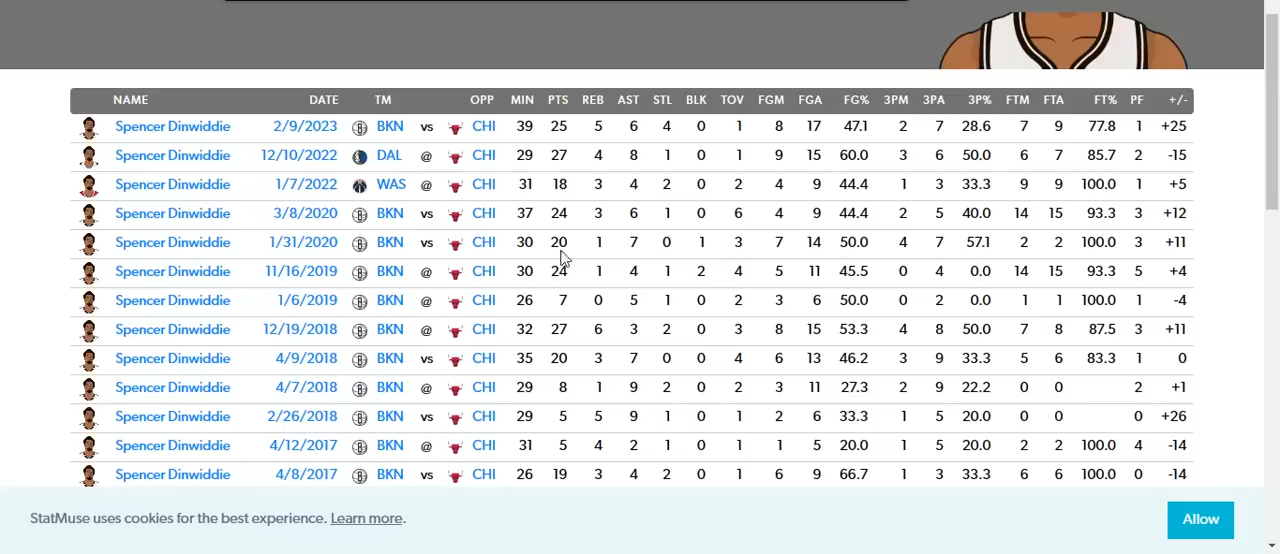 NAME DATE TM OPP MIN PTS REB AST STL BLK TOV FGM FGA FG% 3PM 3PA 3P% FTM FTA FT% PF +/-
Spencer Dinwiddie 2/9/2023 BKN vs CHI 39 25 5 6 4 0 1 8 17 47.1 2 7 28.6 7 9 77.8 1 +25
Spencer Dinwiddie 12/10/2022 DAL @ CHI 29 27 4 8 1 0 1 9 15 60.0 3 6 50.0 6 7 85.7 2 -15
Spencer Dinwiddie 1/7/2022 WAS @ CHI 31 18 3 4 2 0 2 4 9 44.4 1 3 33.3 9 9 100.0 1 +5
Spencer Dinwiddie 3/8/2020 BKN vs CHI 37 24 3 6 1 0 6 4 9 44.4 2 5 40.0 14 15 93.3 3 +12
Spencer Dinwiddie 1/31/2020 BKN vs CHI 30 20 1 7 0 1 3 7 14 50.0 4 7 57.1 2 2 100.0 3 +11
Spencer Dinwiddie 11/16/2019 BKN @ CHI 30 24 1 4 1 2 4 5 11 45.5 0 4 0.0 14 15 93.3 5 +4
Spencer Dinwiddie 1/6/2019 BKN @ CHI 26 7 0 5 1 0 2 3 6 50.0 0 2 0.0 1 1 100.0 1 -4
Spencer Dinwiddie 12/19/2018 BKN @ CHI 32 27 6 3 2 0 3 8 15 53.3 4 8 50.0 7 8 87.5 3 +11
Spencer Dinwiddie 4/9/2018 BKN vs CHI 35 20 3 7 0 0 4 6 13 46.2 3 9 33.3 5 6 83.3 1 0
Spencer Dinwiddie 4/7/2018 BKN @ CHI 29 8 1 9 2 0 2 3 11 27.3 2 9 22.2 0 0 2 +1
Spencer Dinwiddie 2/26/2018 BKN vs CHI 29 5 5 9 1 0 1 2 6 33.3 1 5 20.0 0 0 0 +26
Spencer Dinwiddie 4/12/2017 BKN @ CHI 31 5 4 2 1 0 1 1 5 20.0 1 5 20.0 2 2 100.0 4 -14
Spencer Dinwiddie 4/8/2017 BKN vs CHI 26 19 3 4 2 0 1 6 9 66.7 1 3 33.3 6 6 100.0 0 -14
StatMuse uses cookies for the best experience. Learn more.
Allow